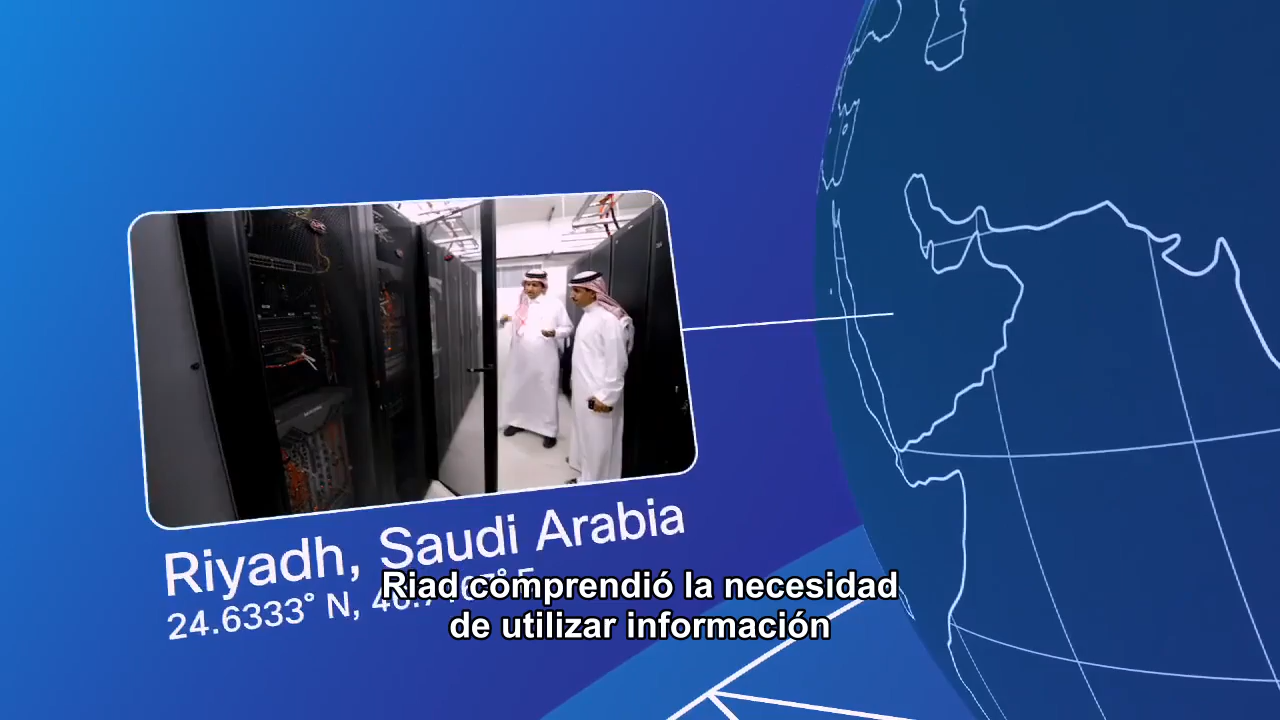 Riyadh, Saudi Arabia
24.6333° N,
Riad comprendió la necesidad
de utilizar información